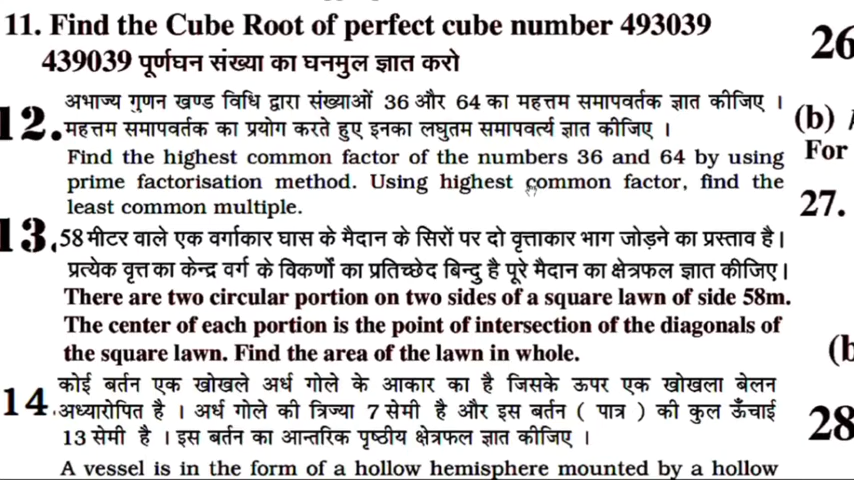 11. Find the Cube Root of perfect cube number 493039
439039 पूर्णघन संख्या का घनमुल ज्ञात करो
12. अभाज्य गुणन खण्ड विधि द्वारा संख्याओं 36 और 64 का महत्तम समापवर्तक ज्ञात कीजिए ।
महत्तम समापवर्तक का प्रयोग करते हुए इनका लघुतम समापवर्त्य ज्ञात कीजिए ।
Find the highest common factor of the numbers 36 and 64 by using
prime factorisation method. Using highest common factor, find the
least common multiple.
13. 58 मीटर वाले एक वर्गाकार घास के मैदान के सिरों पर दो वृत्ताकार भाग जोड़ने का प्रस्ताव है।
प्रत्येक वृत्त का केन्द्र वर्ग के विकर्णों का प्रतिच्छेद बिन्दु है पूरे मैदान का क्षेत्रफल ज्ञात कीजिए।
There are two circular portion on two sides of a square lawn of side 58m.
The center of each portion is the point of intersection of the diagonals of
the square lawn. Find the area of the lawn in whole.
14. कोई बर्तन एक खोखले अर्ध गोले के आकार का है जिसके ऊपर एक खोखला बेलन
अध्यारोपित है । अर्ध गोले की त्रिज्या 7 सेमी है और इस बर्तन ( पात्र ) की कुल ऊँचाई
13 सेमी है । इस बर्तन का आन्तरिक पृष्ठीय क्षेत्रफल ज्ञात कीजिए ।
A vessel is in the form of a hollow hemisphere mounted by a hollow
26
(b)
For
27.
(b
28